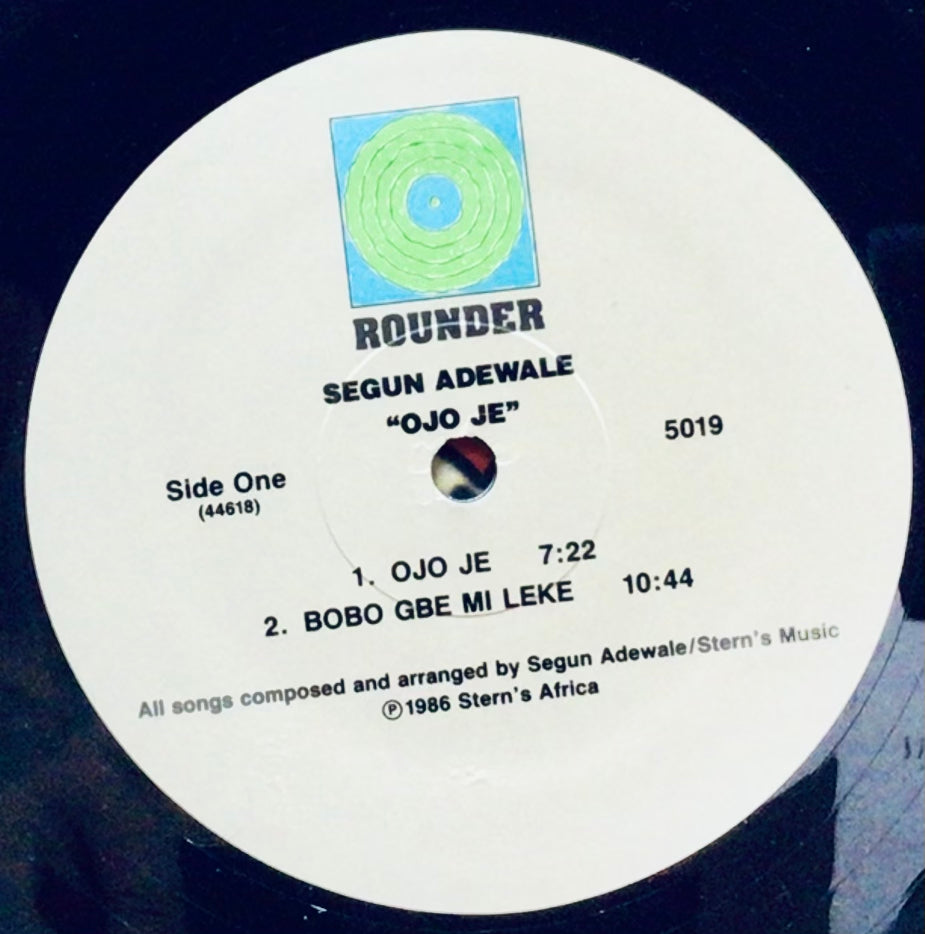 ROUNDER
SEGUN ADEWALE
“OJO JE”
5019
Side One
(44618)
1. OJO JE 7:22
2. BOBO GBE MI LEKE 10:44
All songs composed and arranged by Segun Adewale/Stern's Music
℗1986 Stern's Africa